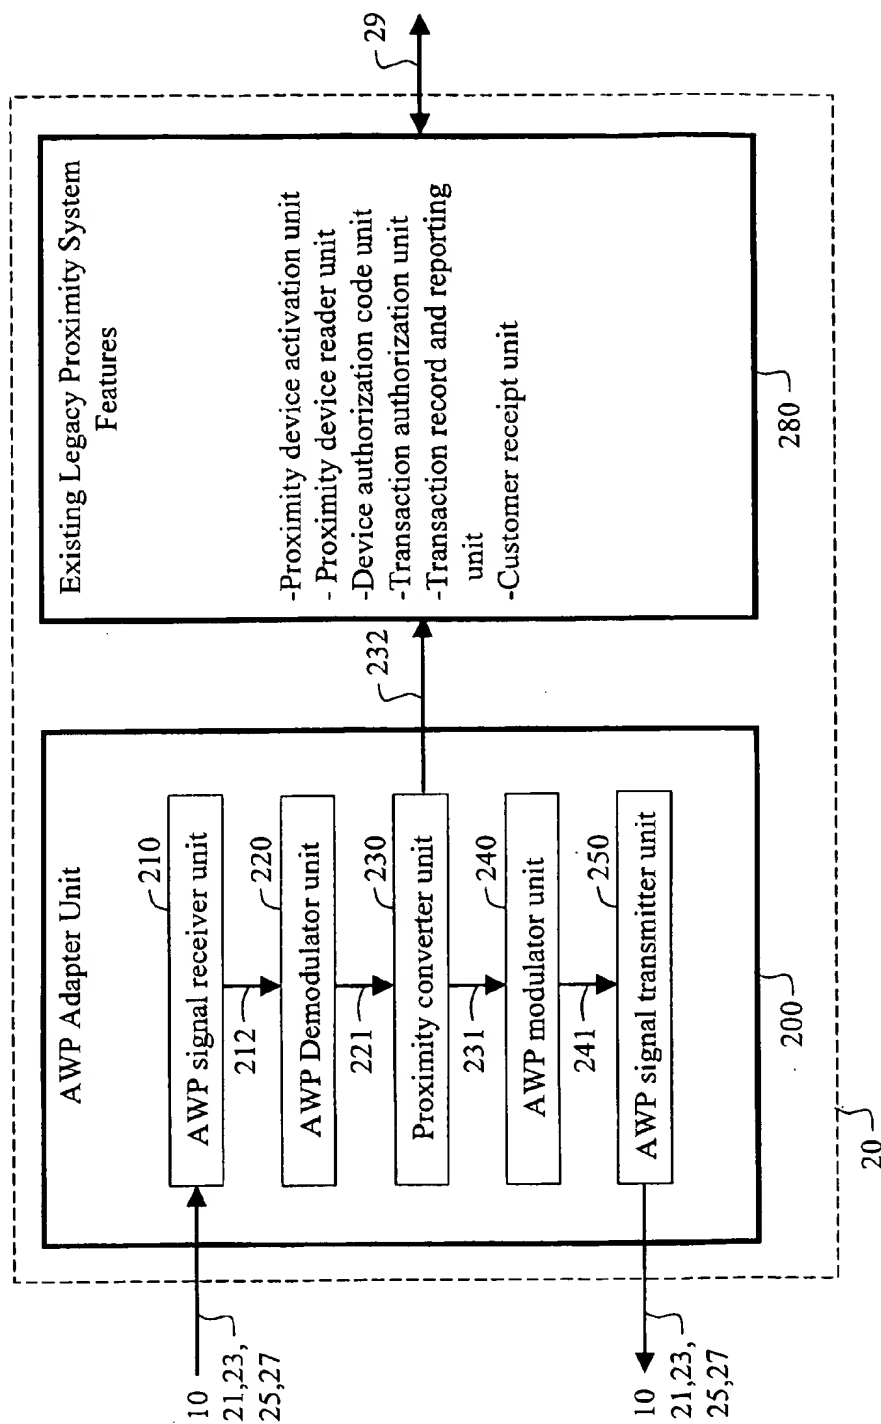 AWP Adapter Unit
10
21,23,
25,27
AWP signal receiver unit
210
212
AWP Demodulator unit
220
221
Proximity converter unit
230
232
231
AWP modulator unit
240
241
AWP signal transmitter unit
250
10
21,23,
25,27
200
20
Existing Legacy Proximity System
Features
-Proximity device activation unit
- Proximity device reader unit
-Device authorization code unit
-Transaction authorization unit
-Transaction record and reporting
unit
-Customer receipt unit
280
29